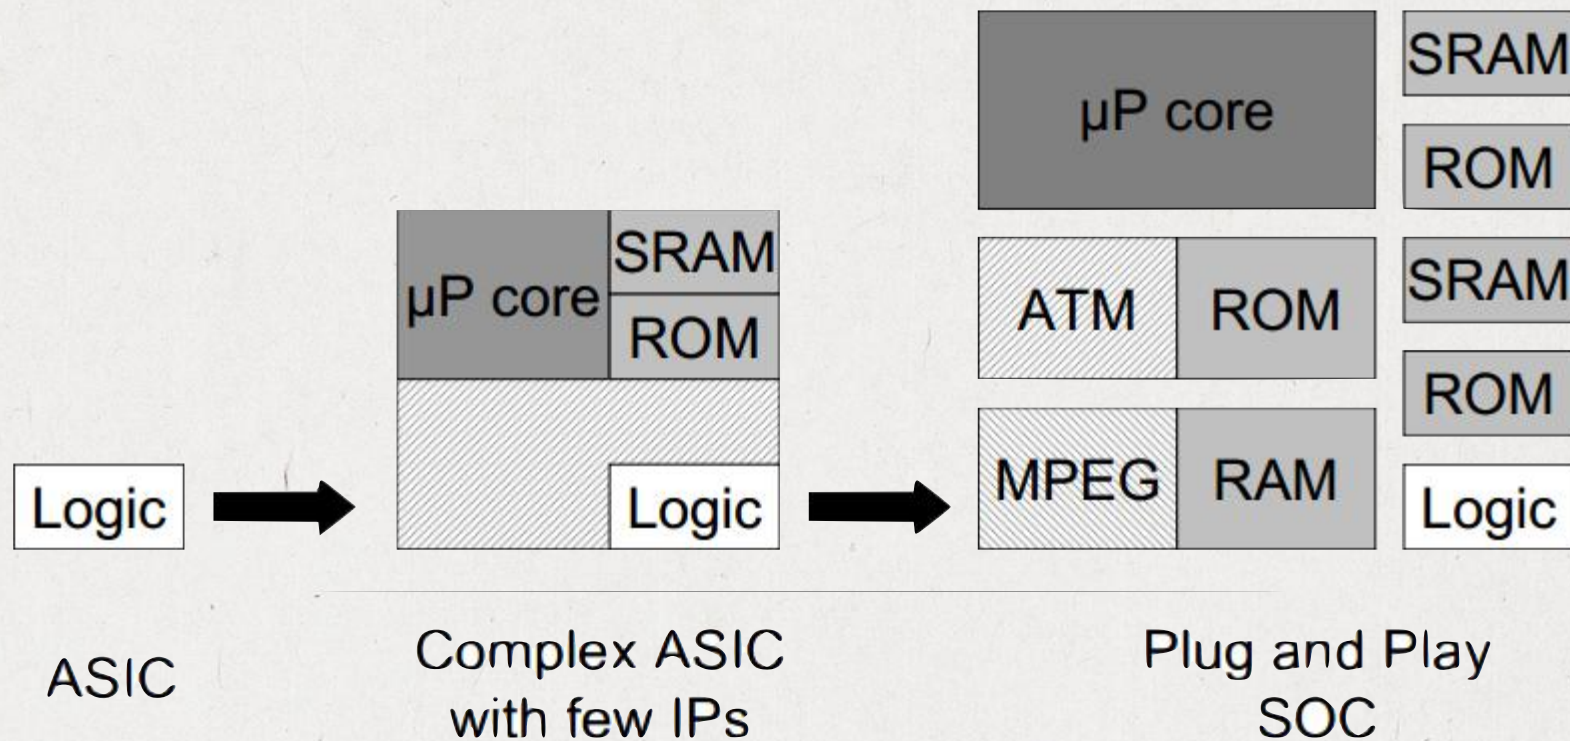 Logic
µP core
SRAM
ROM
Logic
µP core
SRAM
ROM
ATM
ROM
SRAM
ROM
MPEG
RAM
Logic
ASIC
Complex ASIC
with few IPs
Plug and Play
SOC